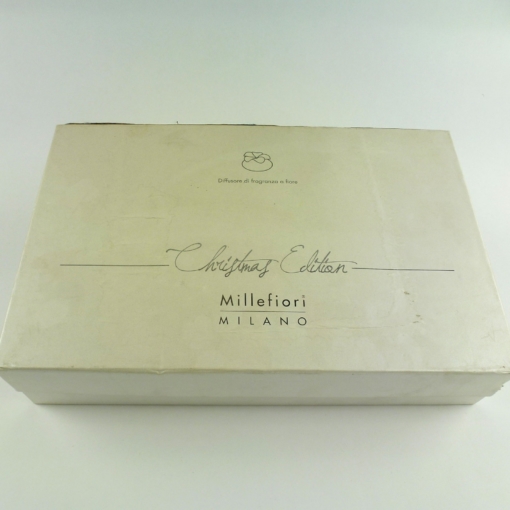 Diffusore di fragranza a fiore
Christmas Edition
Millefiori
MILANO